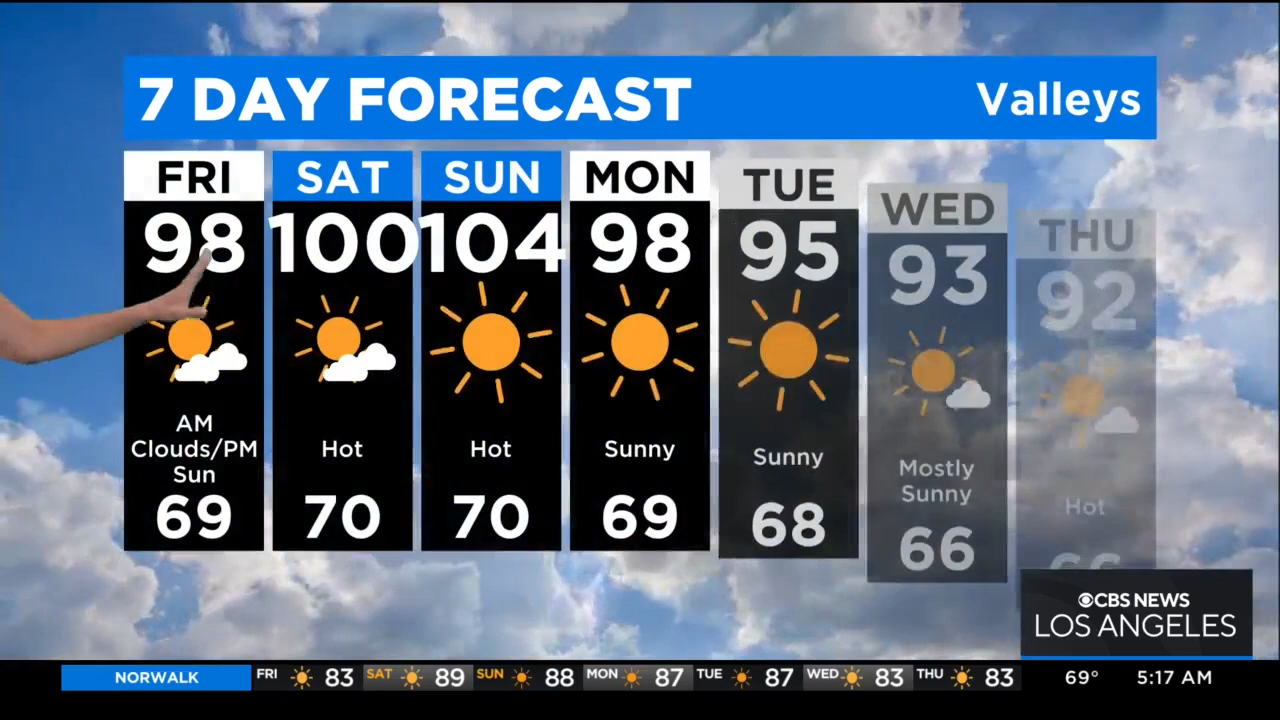 7 DAY FORECAST
Valleys
FRI
98
AM
Clouds/PM
Sun
69
SAT
100
Hot
70
SUN
104
Hot
70
MON
98
Sunny
69
TUE
95
Sunny
68
WED
93
Mostly
Sunny
66
THU
92
Hot
66
CBS NEWS
LOS ANGELES
NORWALK FRI 83 SAT 89 SUN 88 MON 87 TUE 87 WED 83 THU 83 69° 5:17 AM